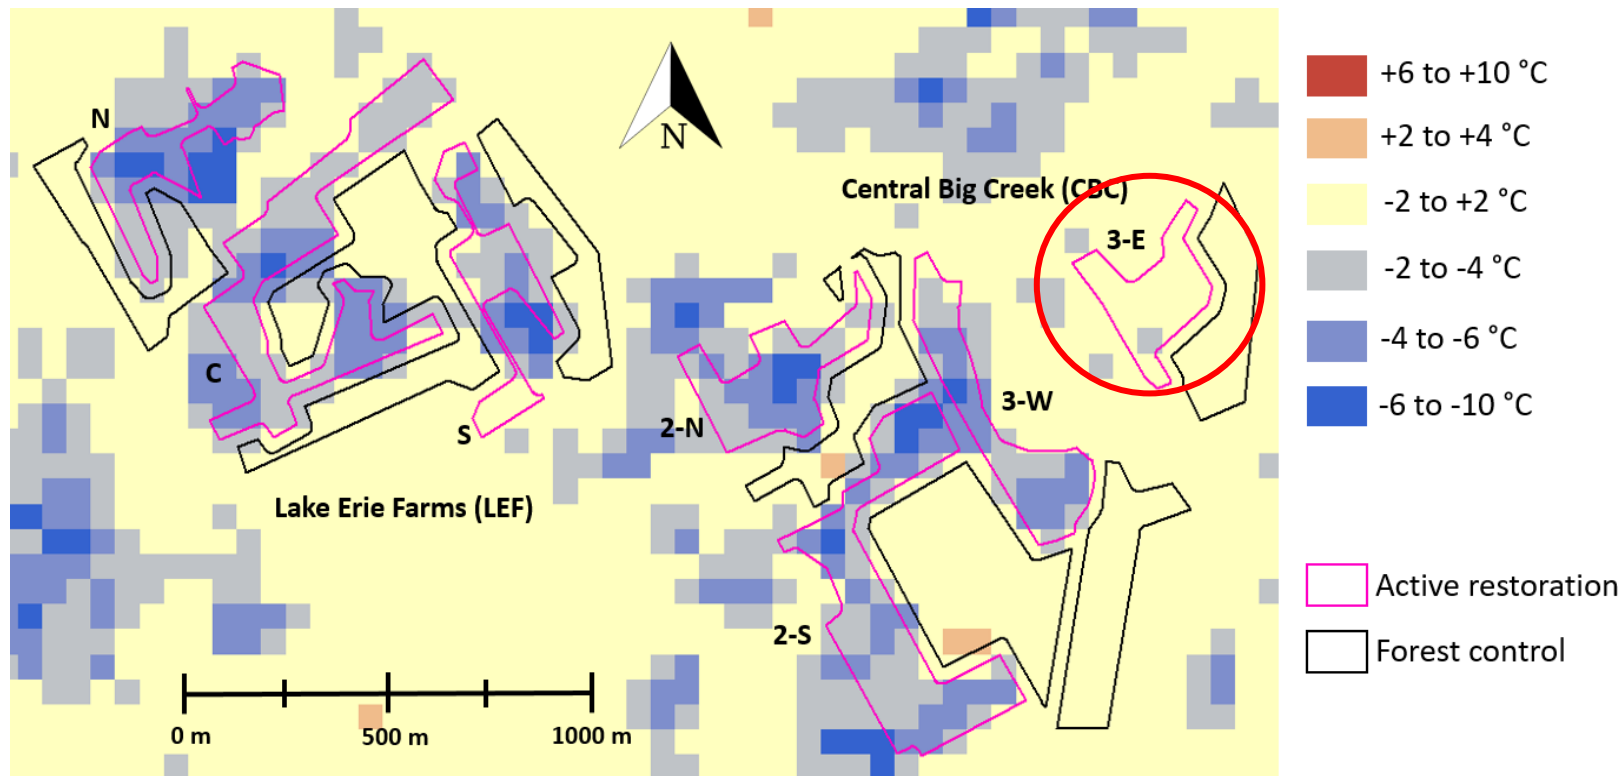 N
N
Central Big Creek (CBC)
3-E
C
S
2-N
3-W
Lake Erie Farms (LEF)
2-S
0 m
500 m
1000 m
+6 to +10 °C
+2 to +4 °C
-2 to +2 °C
-2 to -4 °C
-4 to -6 °C
-6 to -10 °C
Active restoration
Forest control